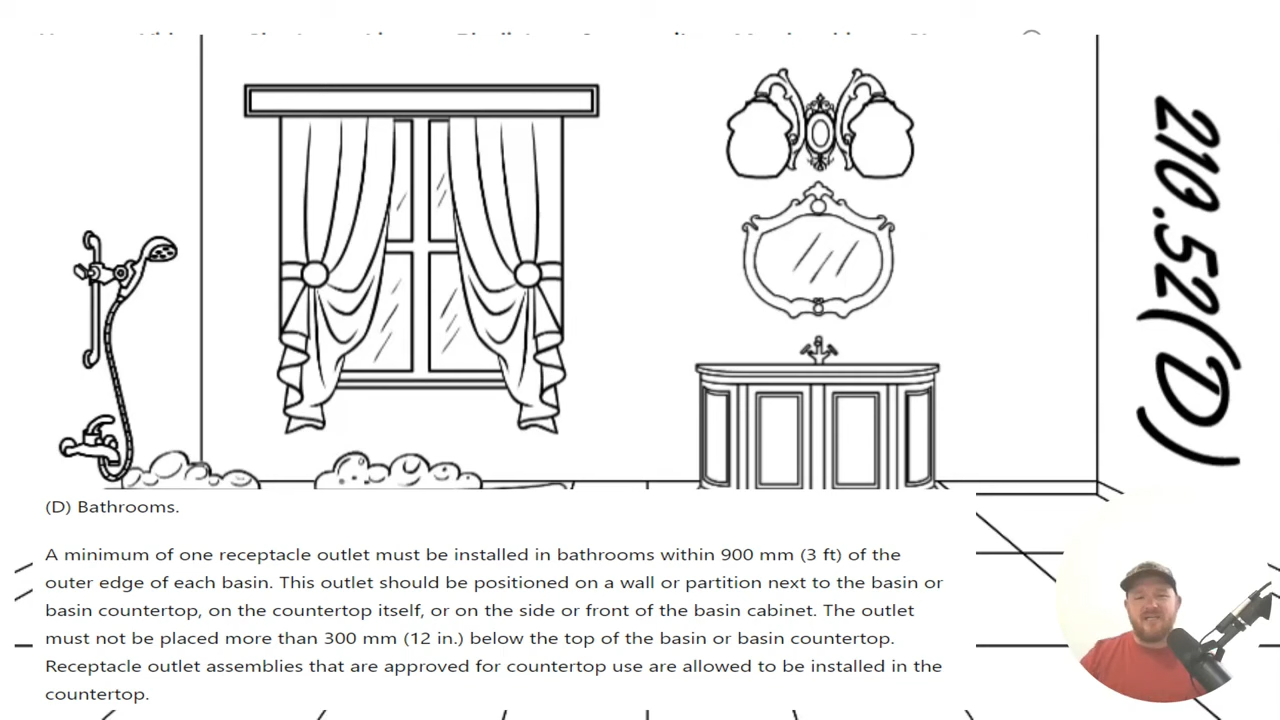 210.52(D)
(D) Bathrooms.
A minimum of one receptacle outlet must be installed in bathrooms within 900 mm (3 ft) of the
outer edge of each basin. This outlet should be positioned on a wall or partition next to the basin or
basin countertop, on the countertop itself, or on the side or front of the basin cabinet. The outlet
must not be placed more than 300 mm (12 in.) below the top of the basin or basin countertop.
Receptacle outlet assemblies that are approved for countertop use are allowed to be installed in the
countertop.